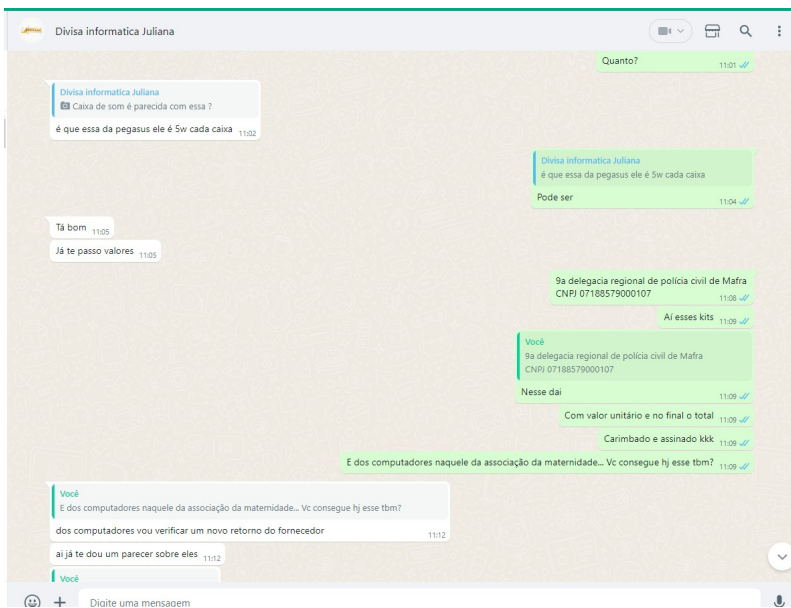 Divisa informatica Juliana
Quanto?
11:01
Divisa informatica Juliana
Caixa de som é parecida com essa ?
é que essa da pegasus ele é 5w cada caixa
11:02
Divisa informatica Juliana
é que essa da pegasus ele é 5w cada caixa
Pode ser
11:04
Tá bom
11:05
Já te passo valores
11:05
9a delegacia regional de polícia civil de Mafra
CNPJ 07188579000107
11:08
Aí esses kits
11:09
Você
9a delegacia regional de polícia civil de Mafra
CNPJ 07188579000107
Nesse dai
11:09
Com valor unitário e no final o total
11:09
Carimbado e assinado kkk
11:09
E dos computadores naquele da associação da maternidade... Vc consegue hj esse tbm?
11:09
Você
E dos computadores naquele da associação da maternidade... Vc consegue hj esse tbm?
dos computadores vou verificar um novo retorno do fornecedor
11:12
ai já te dou um parecer sobre eles
11:12
Você
Digite uma mensagem